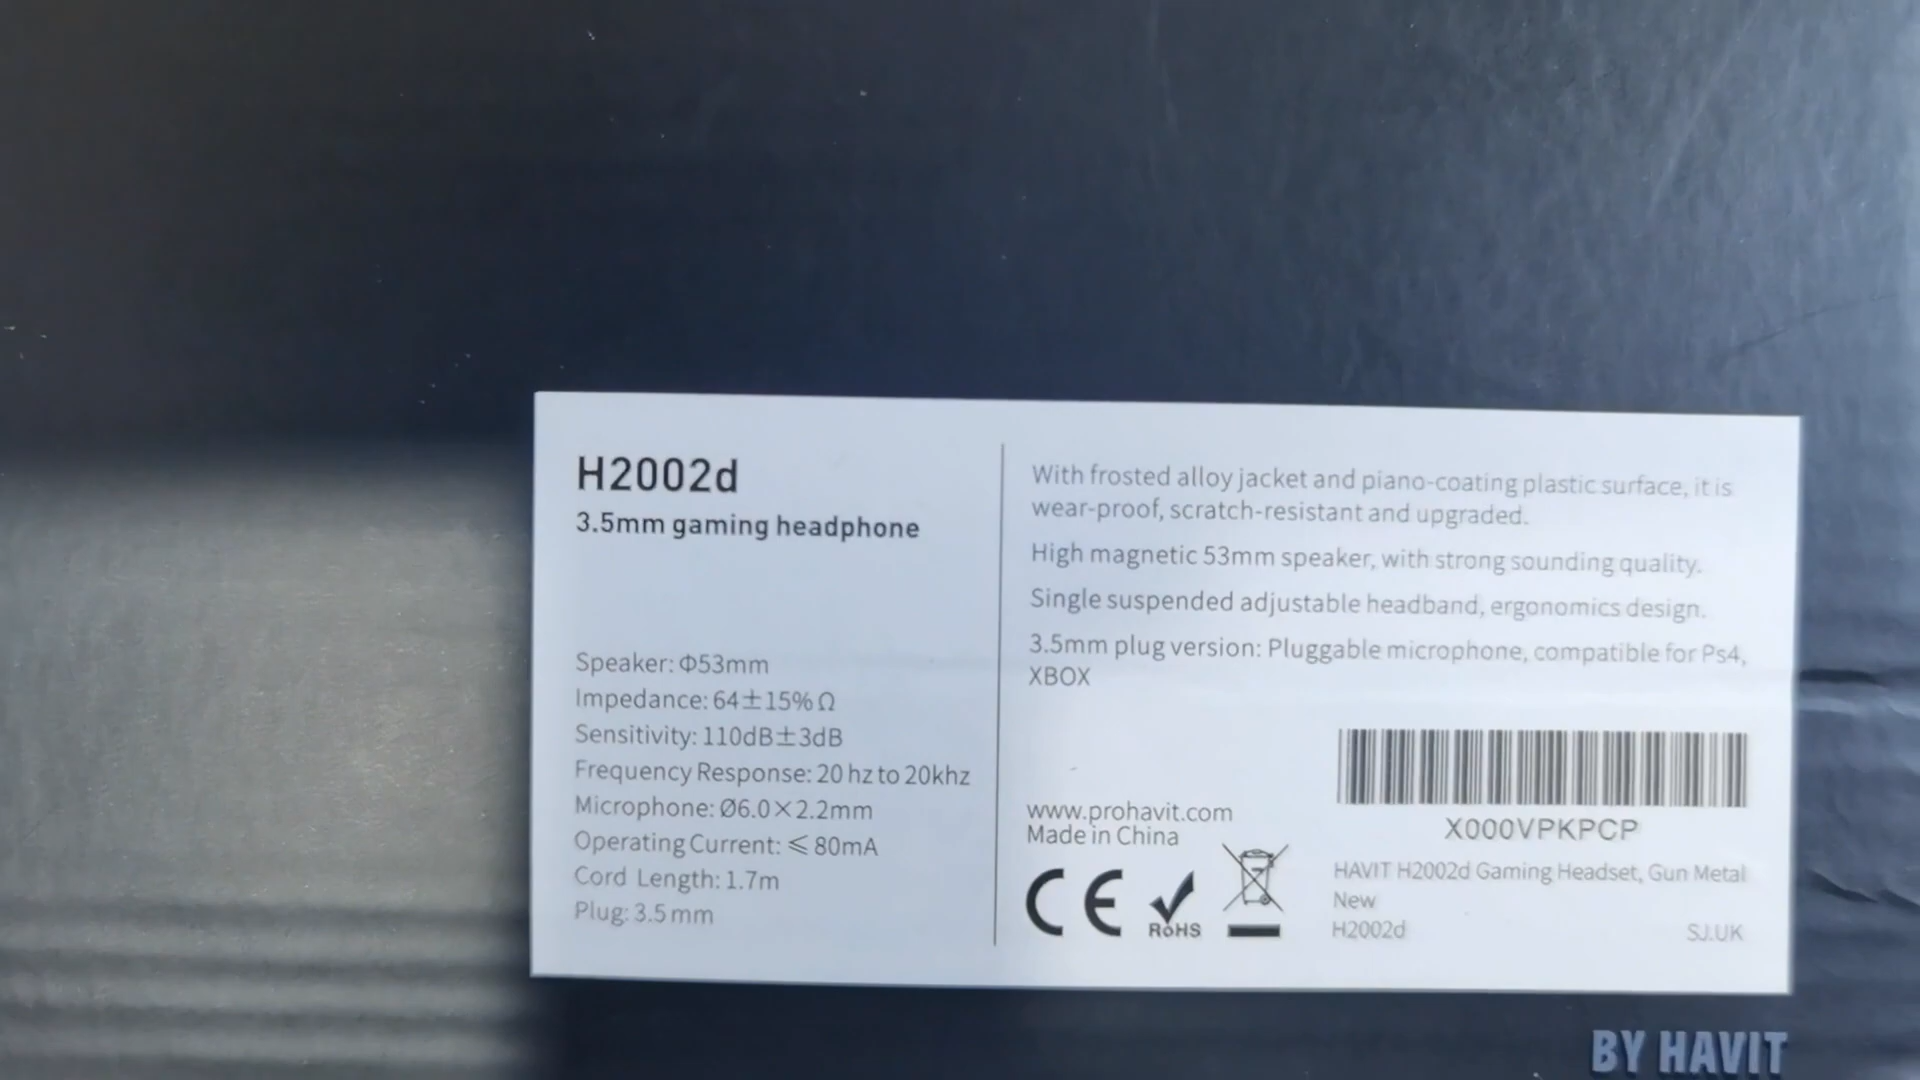 H2002d
3.5mm gaming headphone
Speaker: Φ53mm
Impedance: 64±15% Ω
Sensitivity: 110dB±3dB
Frequency Response: 20 hz to 20khz
Microphone: Ø6.0×2.2mm
Operating Current: ⩽ 80mA
Cord Length: 1.7m
Plug: 3.5 mm
With frosted alloy jacket and piano-coating plastic surface, it is
wear-proof, scratch-resistant and upgraded.
High magnetic 53mm speaker, with strong sounding quality.
Single suspended adjustable headband, ergonomics design.
3.5mm plug version: Pluggable microphone, compatible for Ps4,
XBOX
www.prohavit.com
Made in China
CE
RoHS
X000VPKPCP
HAVIT H2002d Gaming Headset, Gun Metal
New
H2002d
SJ.UK
BY HAVIT